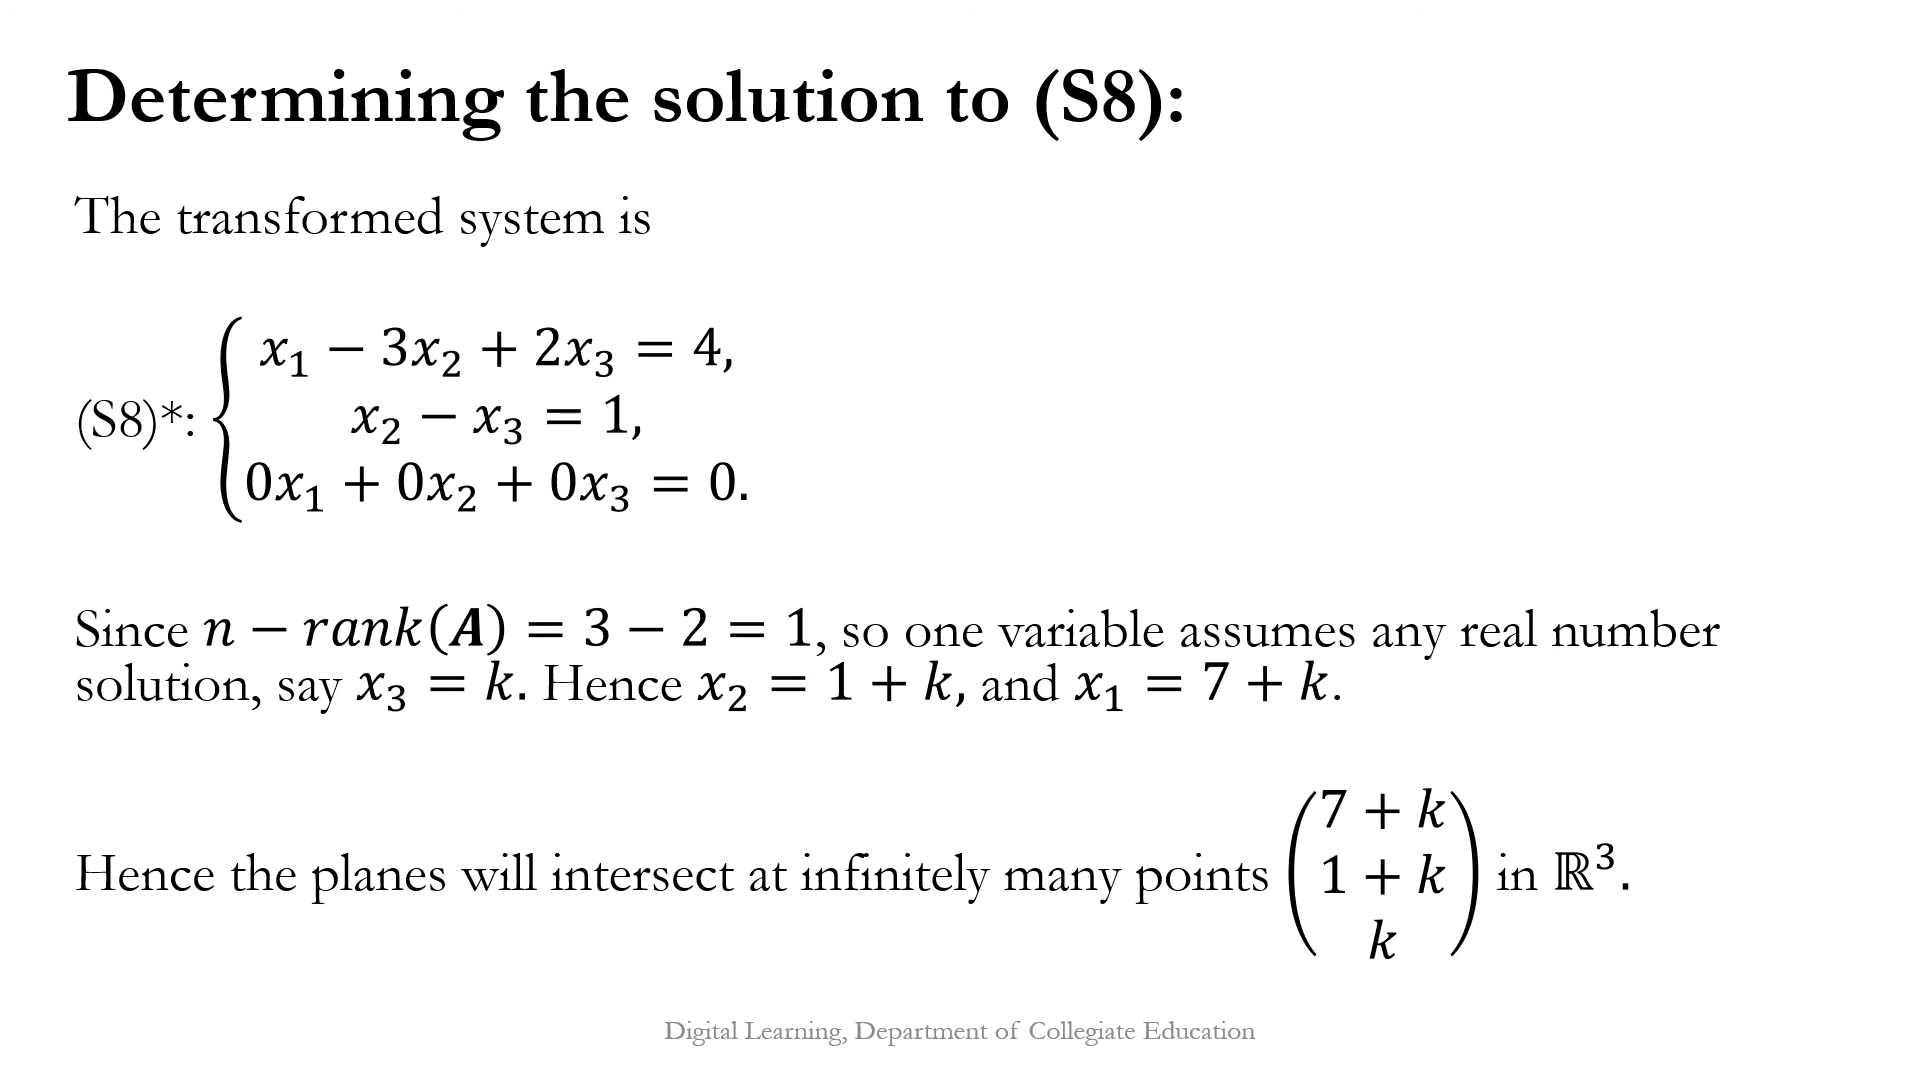 Determining the solution to (S8):
The transformed system is
x₁ − 3x₂ + 2x₃ = 4,
(S8)*: x₂ − x₃ = 1,
0x₁ + 0x₂ + 0x₃ = 0.
Since n − rank(A) = 3 − 2 = 1, so one variable assumes any real number
solution, say x₃ = k. Hence x₂ = 1 + k, and x₁ = 7 + k.
7 + k
Hence the planes will intersect at infinitely many points 1 + k in ℝ³.
k
Digital Learning, Department of Collegiate Education